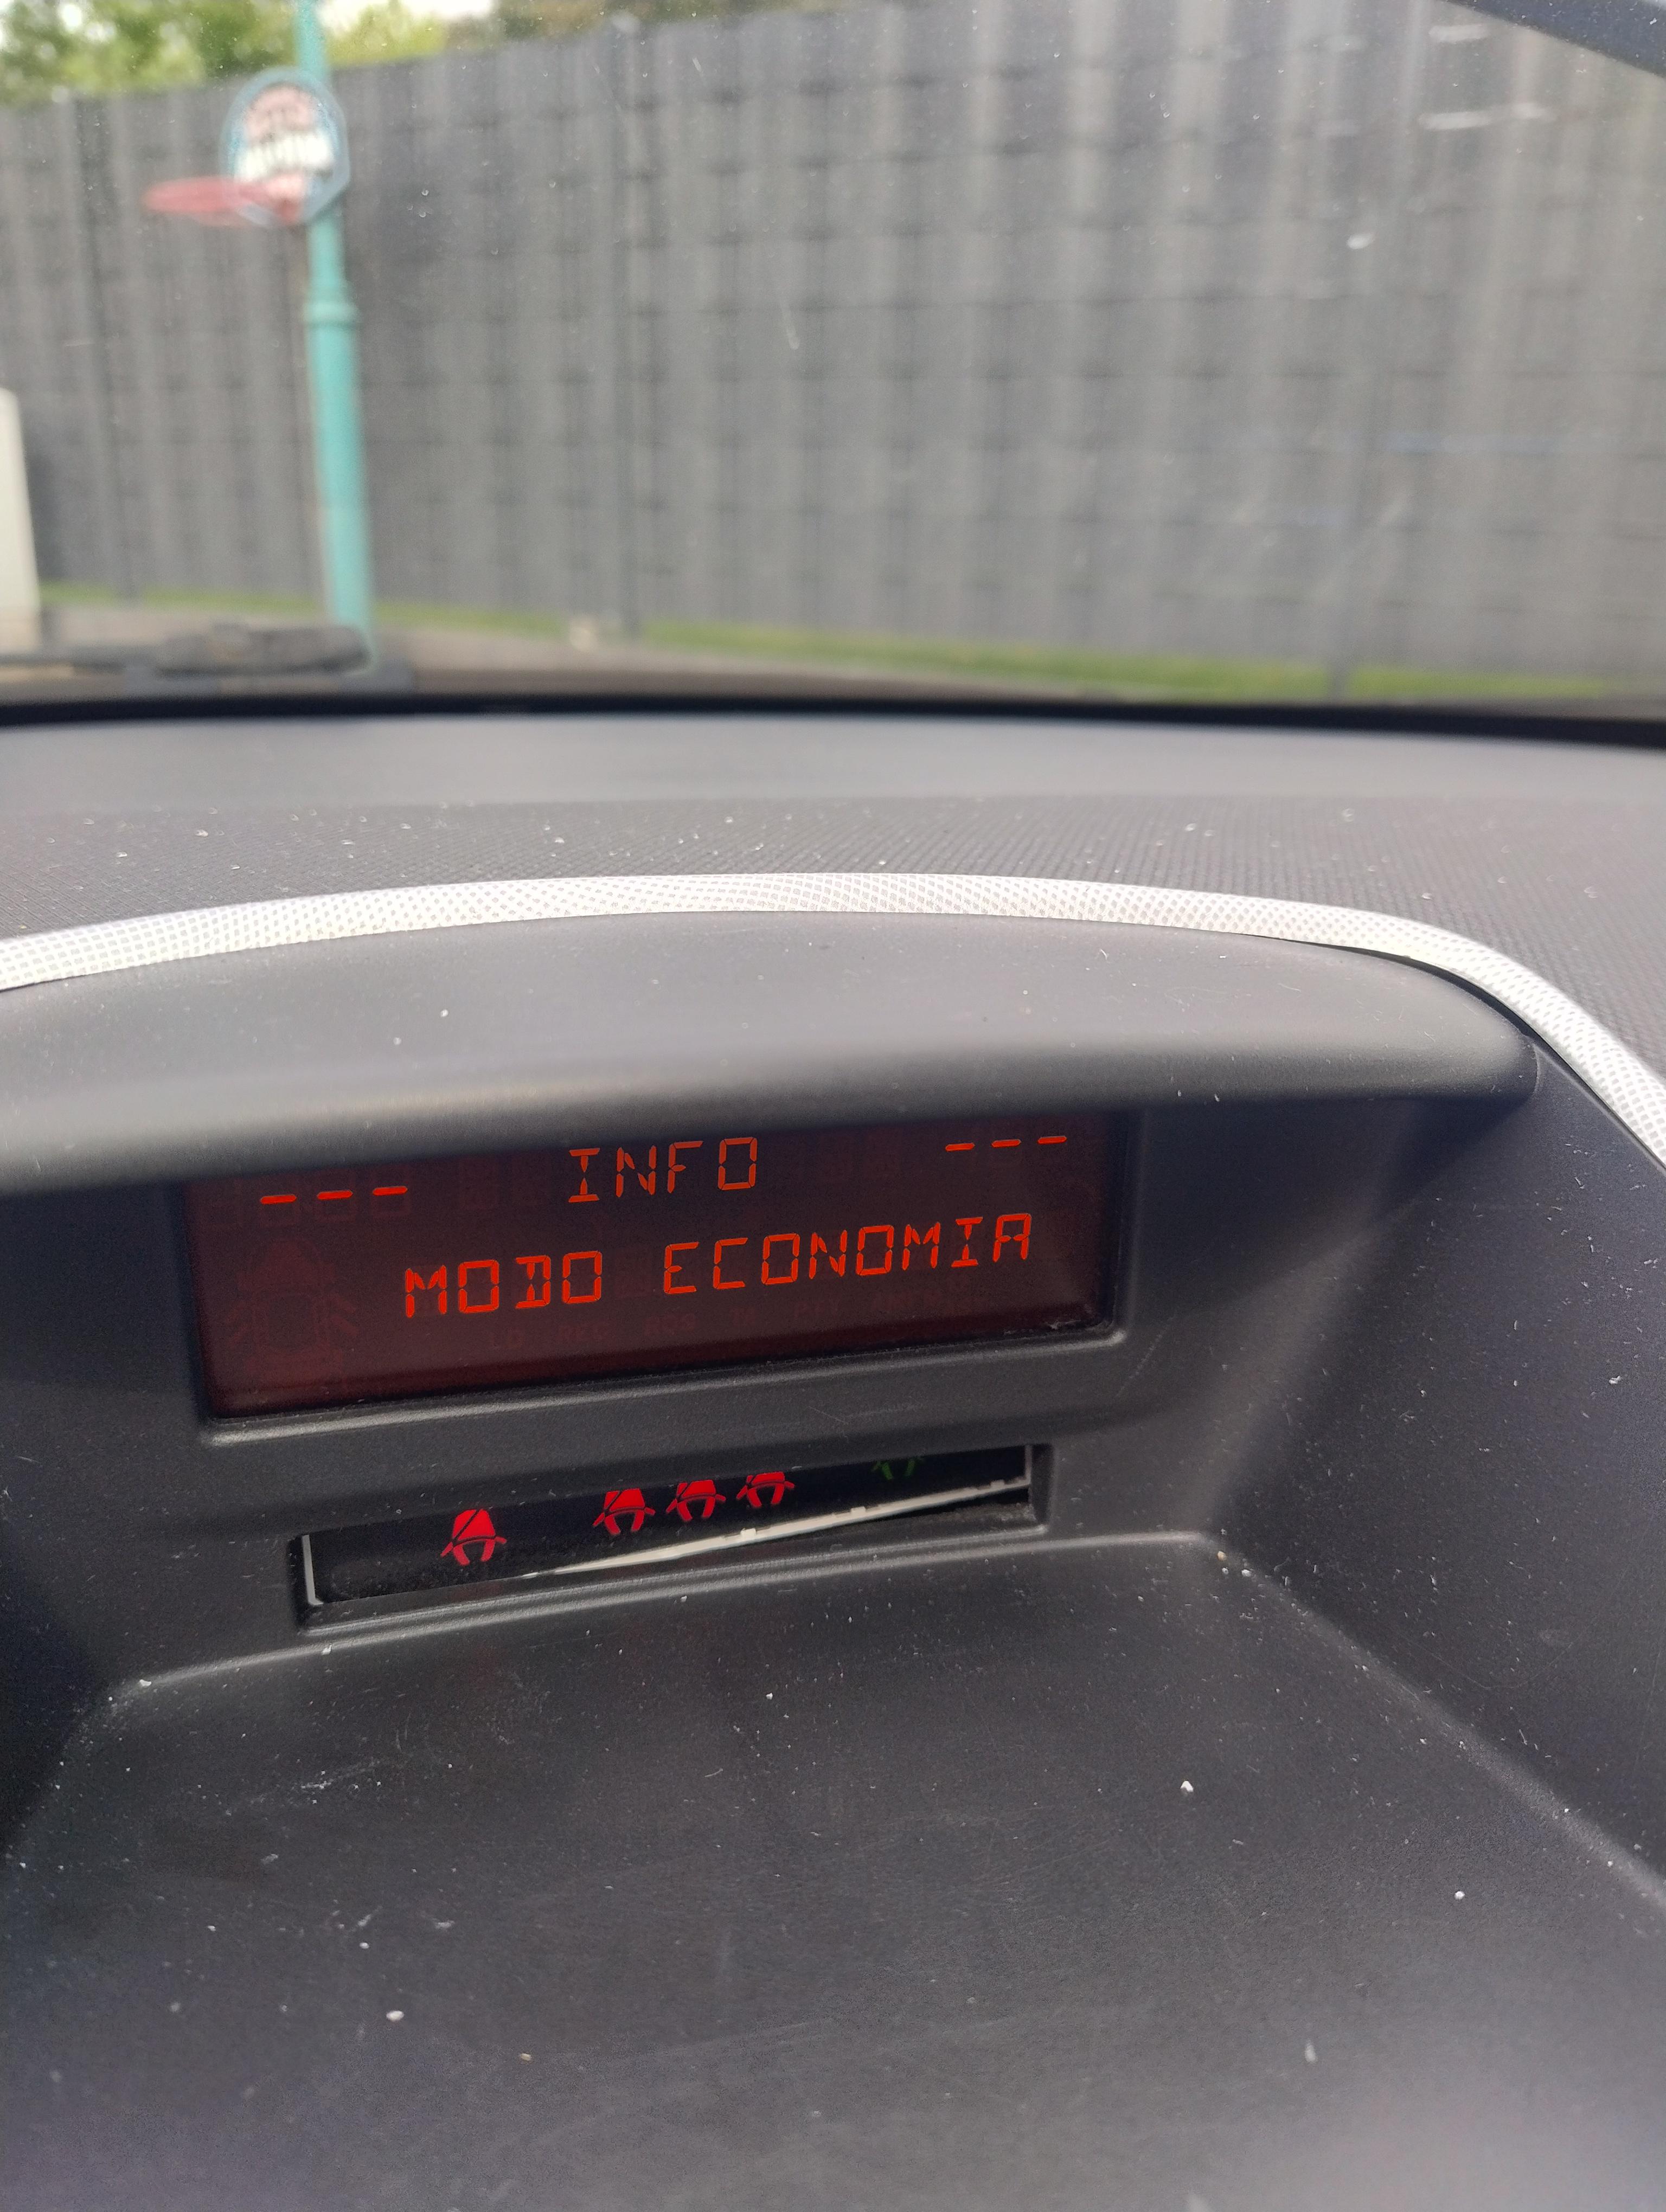 --- INFO ---
MODO ECONOMIA